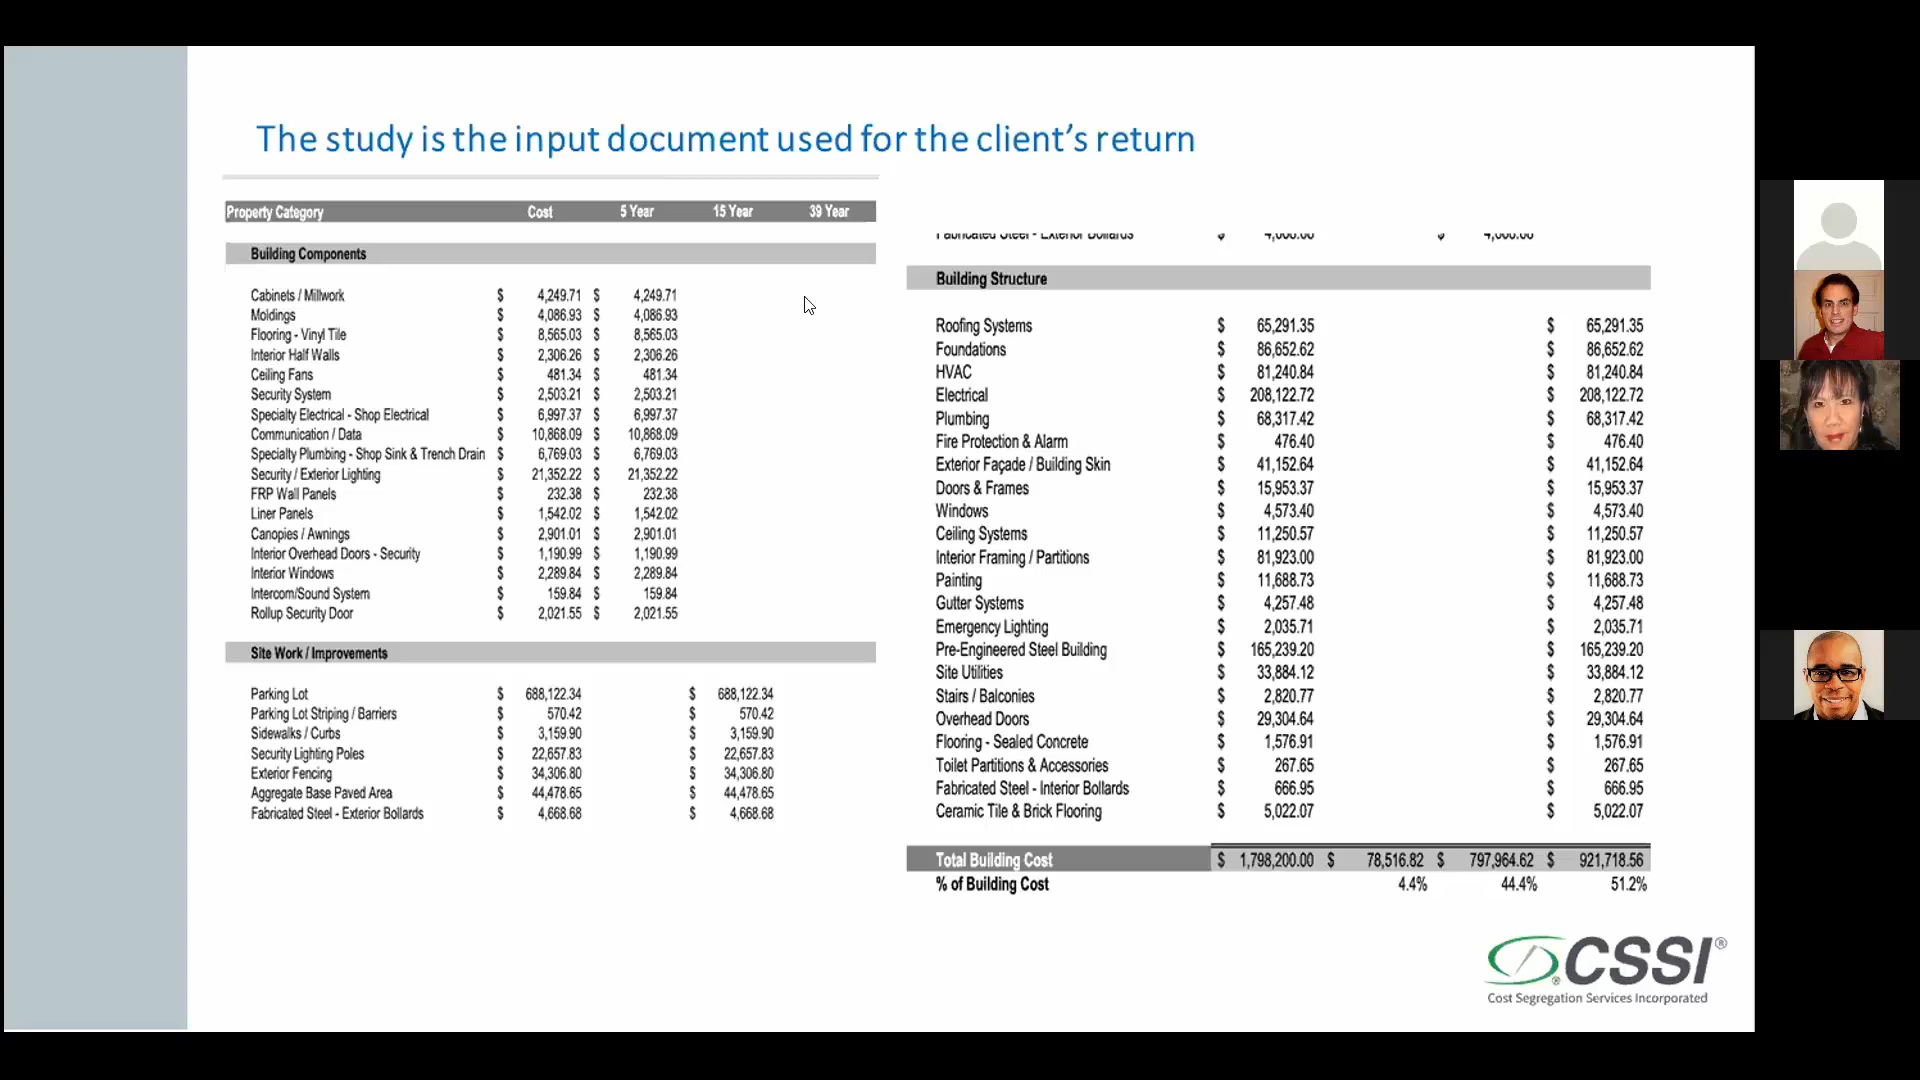 The study is the input document used for the client's return
Property Category Cost 5 Year 15 Year 39 Year
Building Components
Cabinets / Millwork $ 4,249.71 $ 4,249.71
Moldings $ 4,086.93 $ 4,086.93
Flooring - Vinyl Tile $ 8,565.03 $ 8,565.03
Interior Half Walls $ 2,306.26 $ 2,306.26
Ceiling Fans $ 481.34 $ 481.34
Security System $ 2,503.21 $ 2,503.21
Specialty Electrical - Shop Electrical $ 6,997.37 $ 6,997.37
Communication / Data $ 10,868.09 $ 10,868.09
Specialty Plumbing - Shop Sink & Trench Drain $ 6,769.03 $ 6,769.03
Security / Exterior Lighting $ 21,352.22 $ 21,352.22
FRP Wall Panels $ 232.38 $ 232.38
Liner Panels $ 1,542.02 $ 1,542.02
Canopies / Awnings $ 2,901.01 $ 2,901.01
Interior Overhead Doors - Security $ 1,190.99 $ 1,190.99
Interior Windows $ 2,289.84 $ 2,289.84
Intercom/Sound System $ 159.84 $ 159.84
Rollup Security Door $ 2,021.55 $ 2,021.55
Site Work / Improvements
Parking Lot $ 688,122.34 $ 688,122.34
Parking Lot Striping / Barriers $ 570.42 $ 570.42
Sidewalks / Curbs $ 3,159.90 $ 3,159.90
Security Lighting Poles $ 22,657.83 $ 22,657.83
Exterior Fencing $ 34,306.80 $ 34,306.80
Aggregate Base Paved Area $ 44,478.65 $ 44,478.65
Fabricated Steel - Exterior Bollards $ 4,668.68 $ 4,668.68
Fabricated Steel - Exterior Bollards $ $
Building Structure
Roofing Systems $ 65,291.35 $ 65,291.35
Foundations $ 86,652.62 $ 86,652.62
HVAC $ 81,240.84 $ 81,240.84
Electrical $ 208,122.72 $ 208,122.72
Plumbing $ 68,317.42 $ 68,317.42
Fire Protection & Alarm $ 476.40 $ 476.40
Exterior Façade / Building Skin $ 41,152.64 $ 41,152.64
Doors & Frames $ 15,953.37 $ 15,953.37
Windows $ 4,573.40 $ 4,573.40
Ceiling Systems $ 11,250.57 $ 11,250.57
Interior Framing / Partitions $ 81,923.00 $ 81,923.00
Painting $ 11,688.73 $ 11,688.73
Gutter Systems $ 4,257.48 $ 4,257.48
Emergency Lighting $ 2,035.71 $ 2,035.71
Pre-Engineered Steel Building $ 165,239.20 $ 165,239.20
Site Utilities $ 33,884.12 $ 33,884.12
Stairs / Balconies $ 2,820.77 $ 2,820.77
Overhead Doors $ 29,304.64 $ 29,304.64
Flooring - Sealed Concrete $ 1,576.91 $ 1,576.91
Toilet Partitions & Accessories $ 267.65 $ 267.65
Fabricated Steel - Interior Bollards $ 666.95 $ 666.95
Ceramic Tile & Brick Flooring $ 5,022.07 $ 5,022.07
Total Building Cost $ 1,798,200.00 $ 78,516.82 $ 797,964.62 $ 921,718.56
% of Building Cost 4.4% 44.4% 51.2%
CSSI®
Cost Segregation Services Incorporated